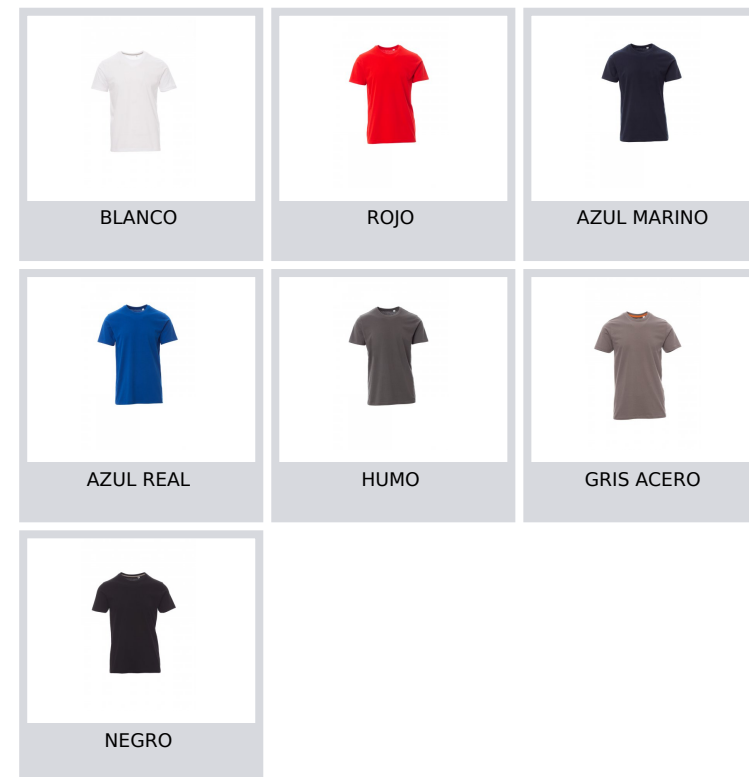 BLANCO
ROJO
AZUL MARINO
AZUL REAL
HUMO
GRIS ACERO
NEGRO